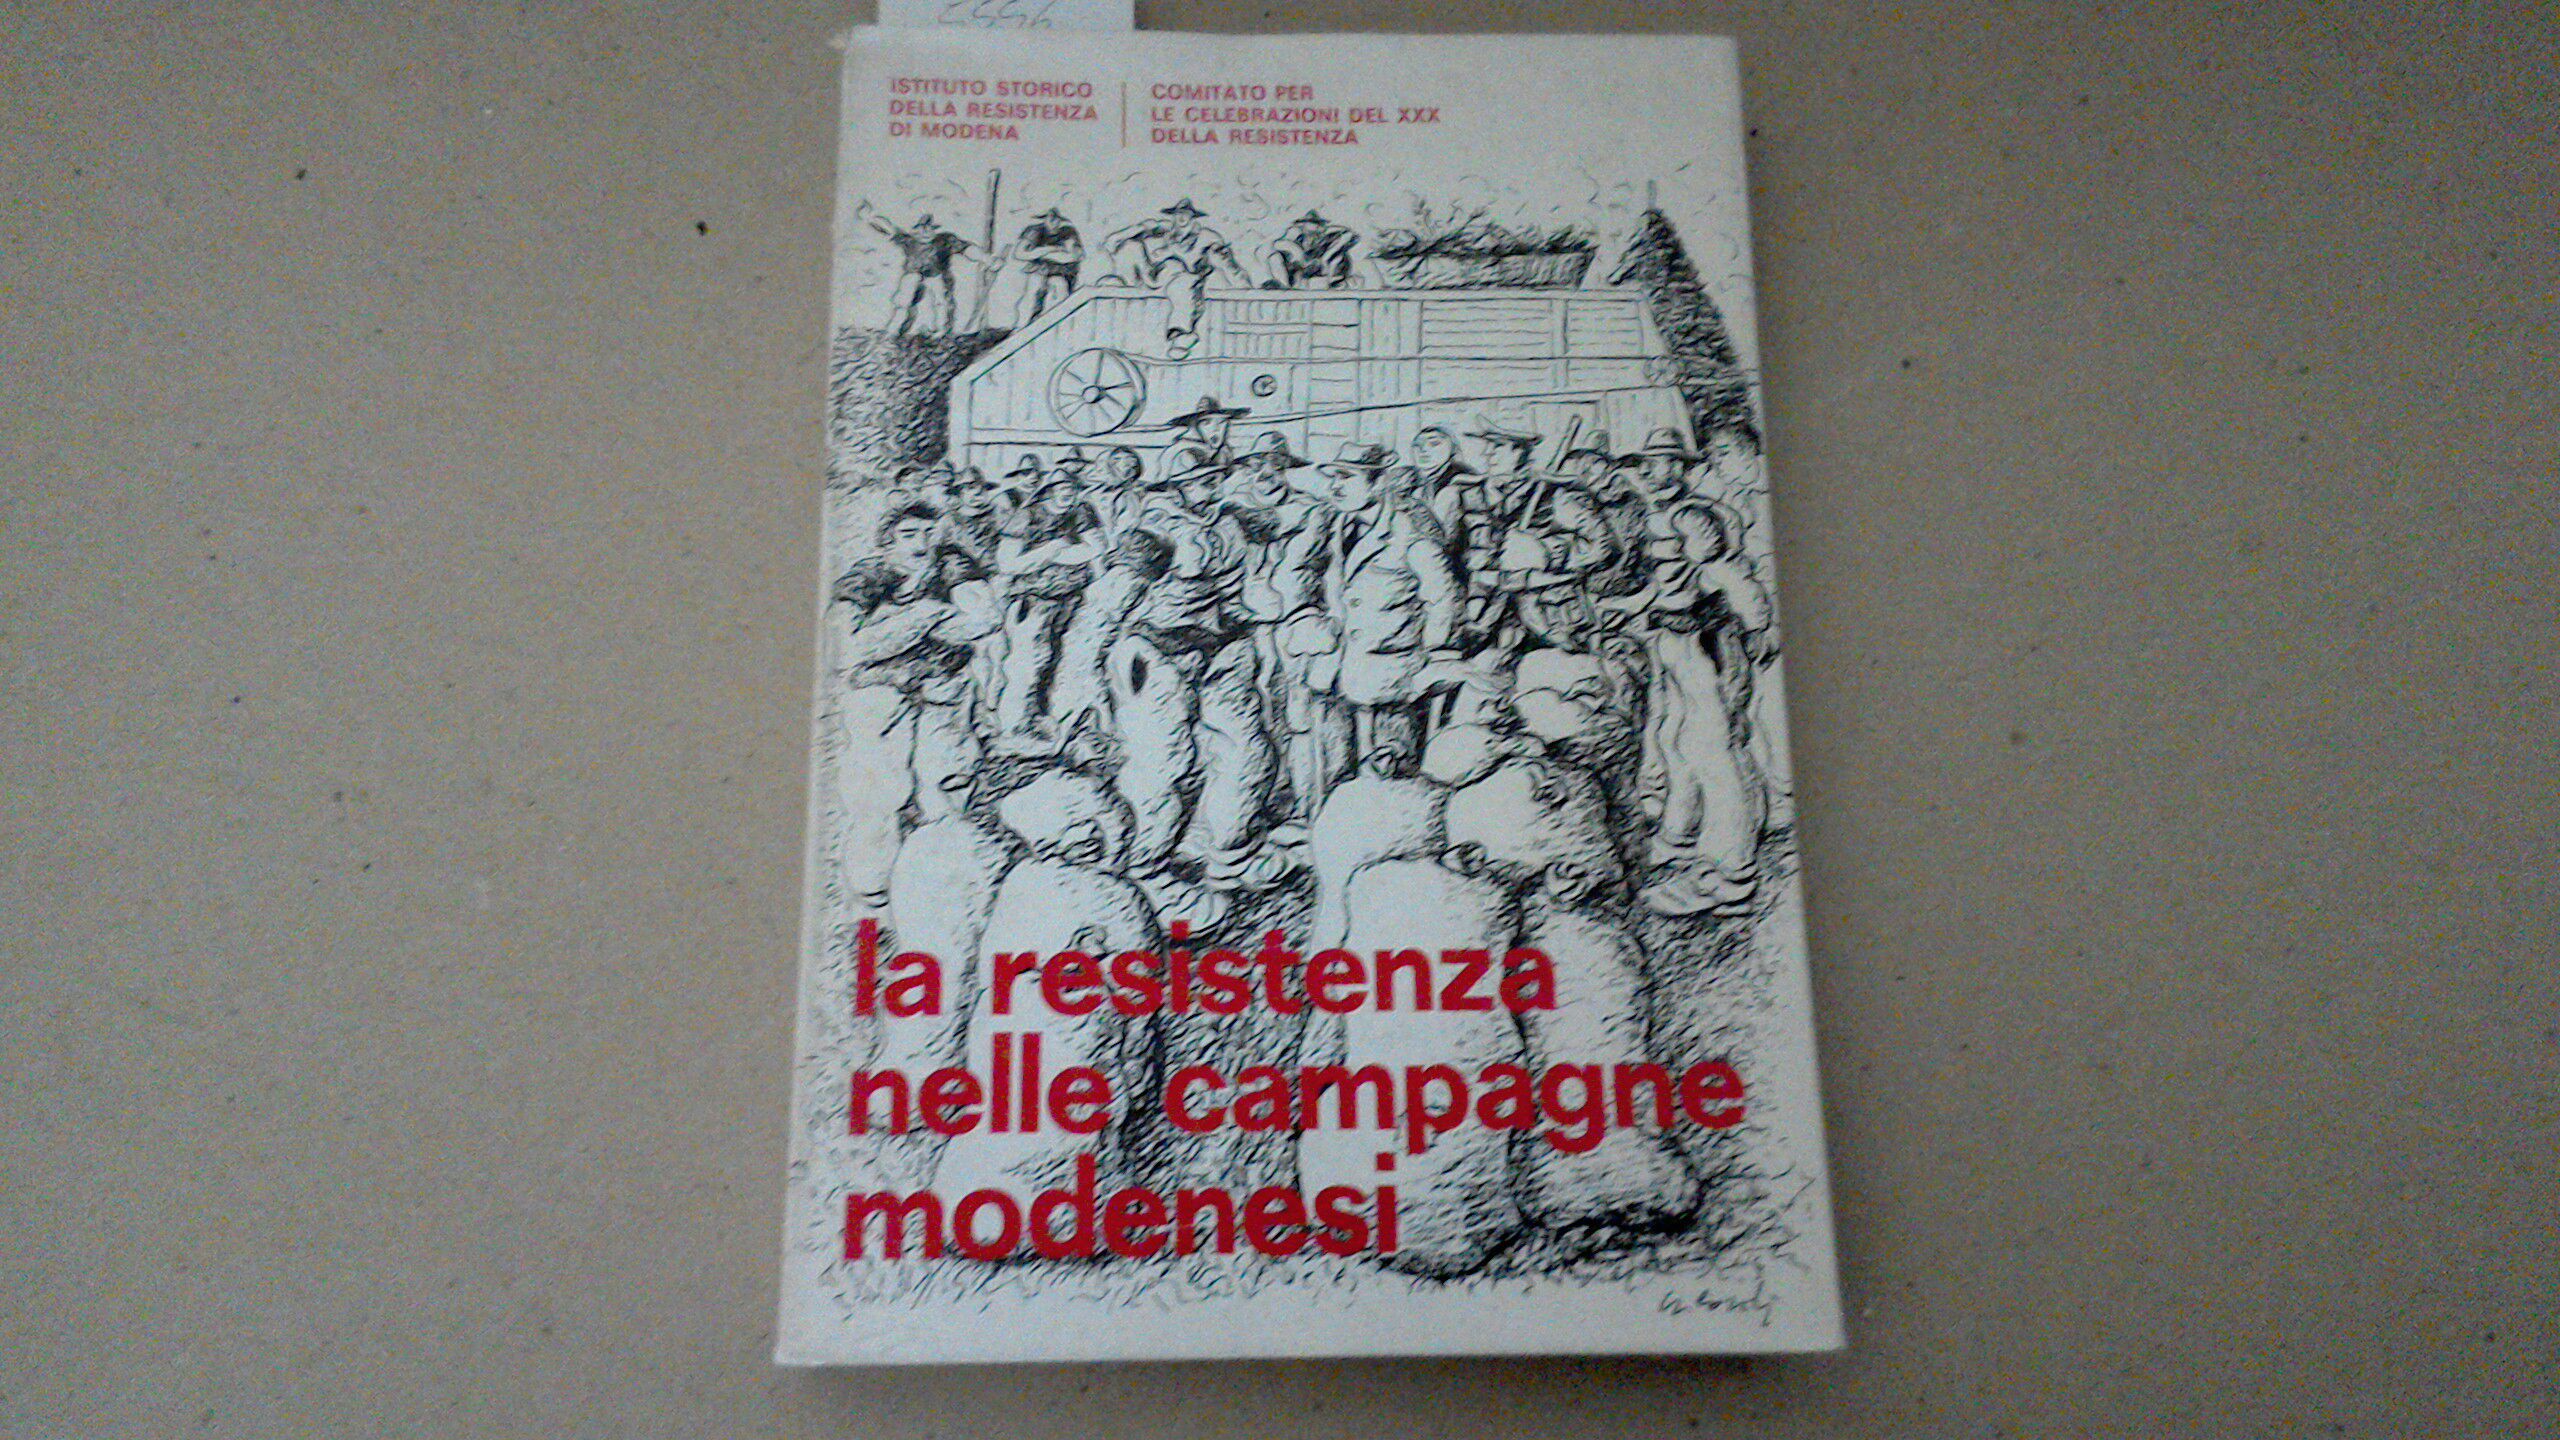 ISTITUTO STORICO
DELLA RESISTENZA
DI MODENA
COMITATO PER
LE CELEBRAZIONI DEL XXX
DELLA RESISTENZA
la resistenza
nelle campagne
modenesi